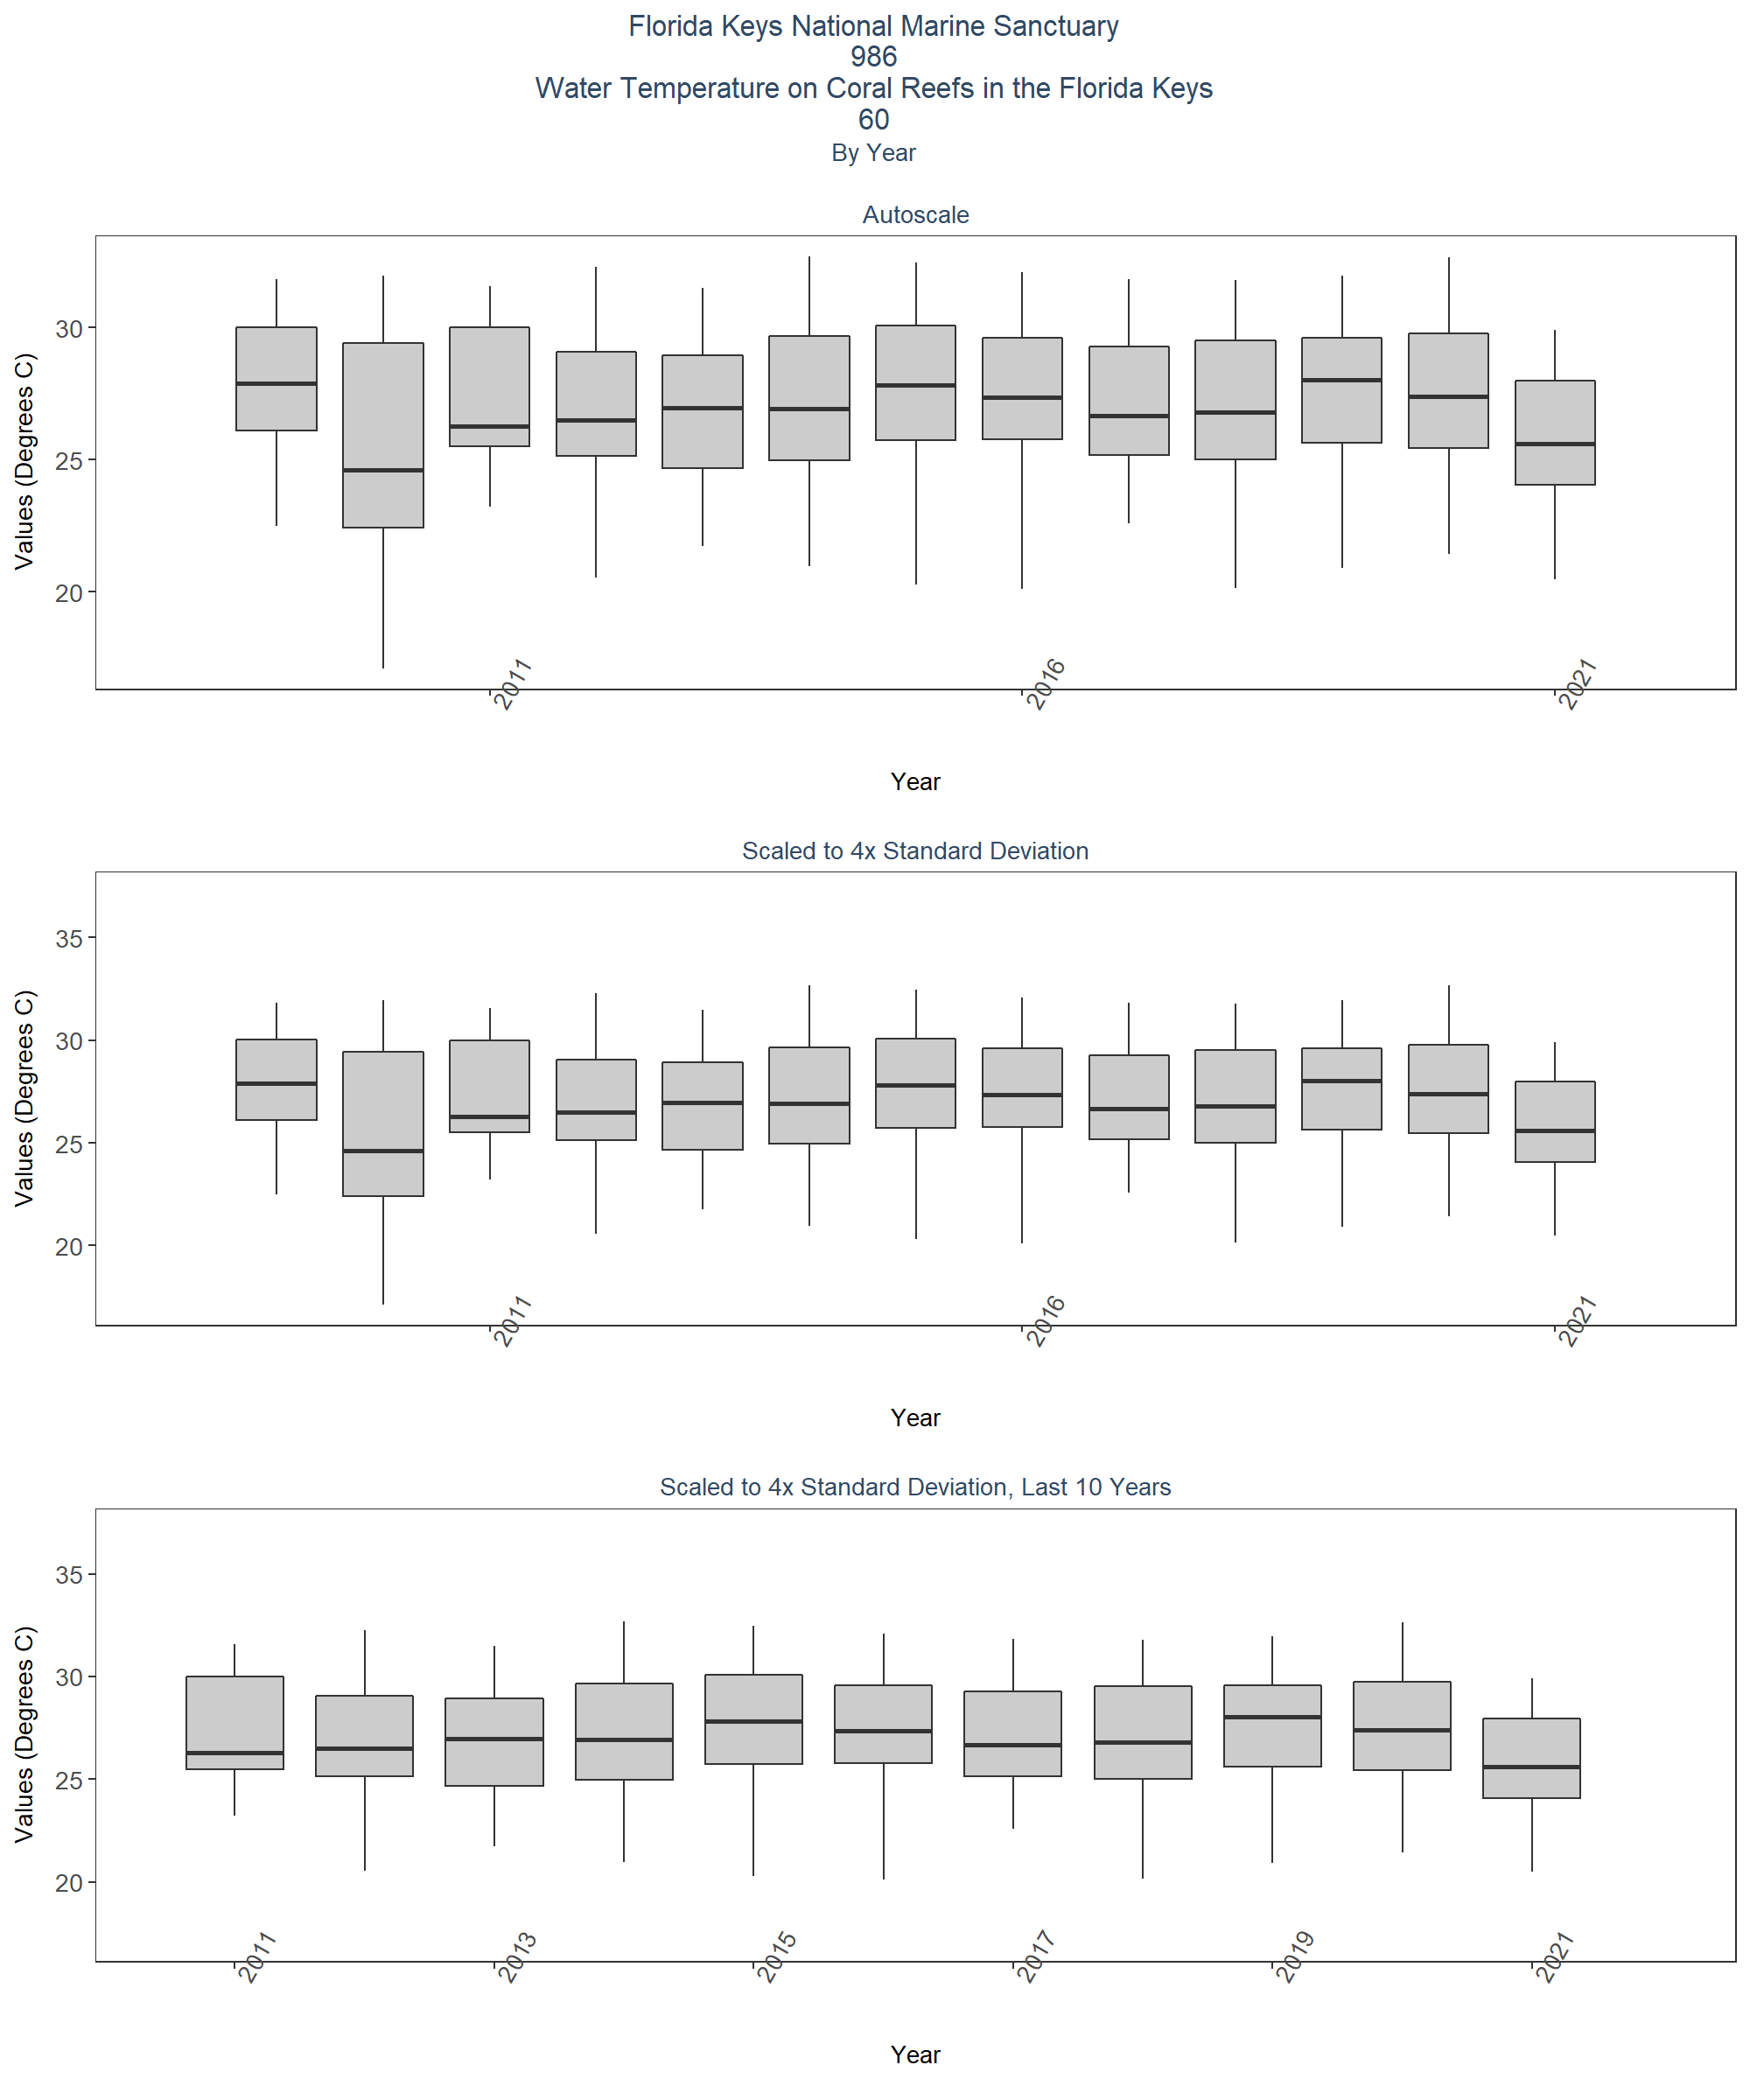 Florida Keys National Marine Sanctuary
986
Water Temperature on Coral Reefs in the Florida Keys
60
By Year
Autoscale
Values (Degrees C)
30
25
20
2011 2016 2021
Year
Scaled to 4x Standard Deviation
Values (Degrees C)
35
30
25
20
2011 2016 2021
Year
Scaled to 4x Standard Deviation, Last 10 Years
Values (Degrees C)
35
30
25
20
2011 2013 2015 2017 2019 2021
Year